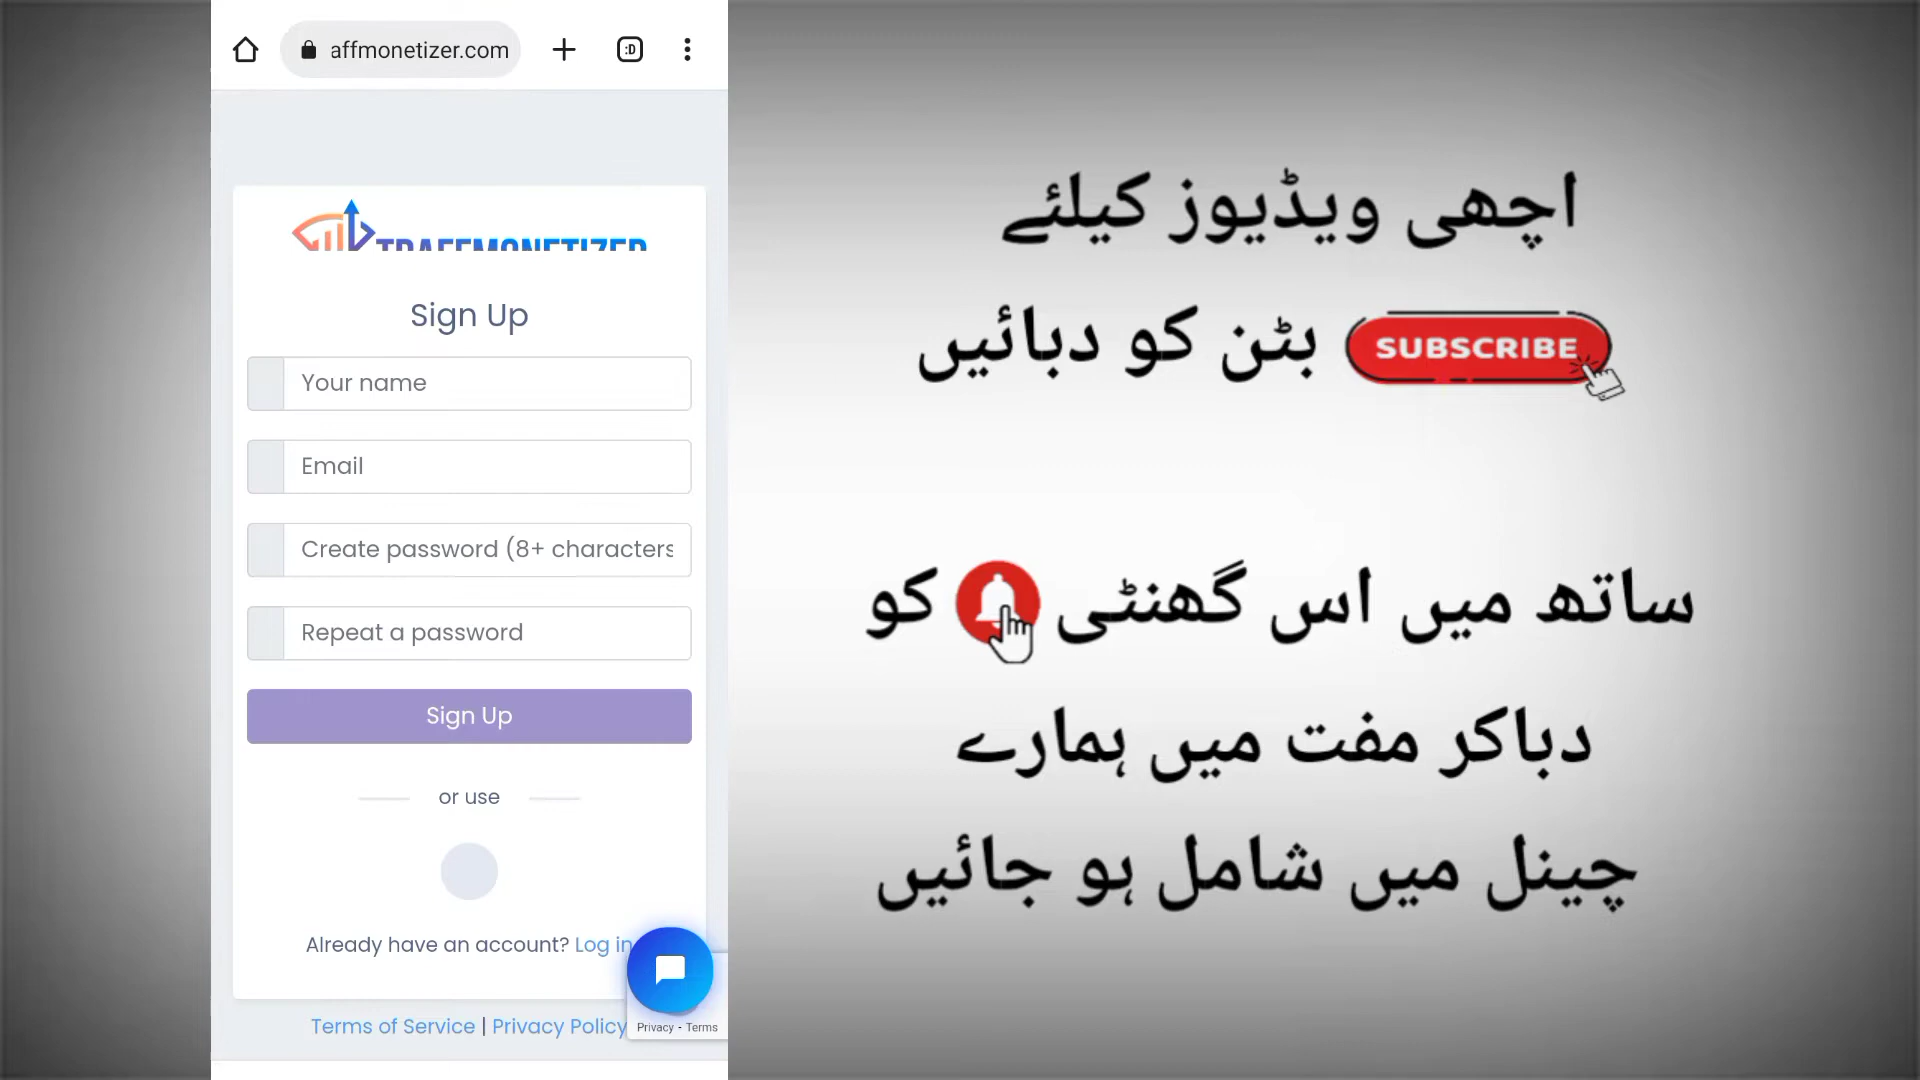 affmonetizer.com
:D
TRAFFMONETIZER
Sign Up
Your name
Email
Create password (8+ characters
Repeat a password
Sign Up
or use
Already have an account? Log in
Terms of Service | Privacy Policy
Privacy - Terms
اچھی ویڈیوز کیلئے
SUBSCRIBE بٹن کو دبائیں
ساتھ میں اس گھنٹی کو
دباکر مفت میں ہمارے
چینل میں شامل ہو جائیں